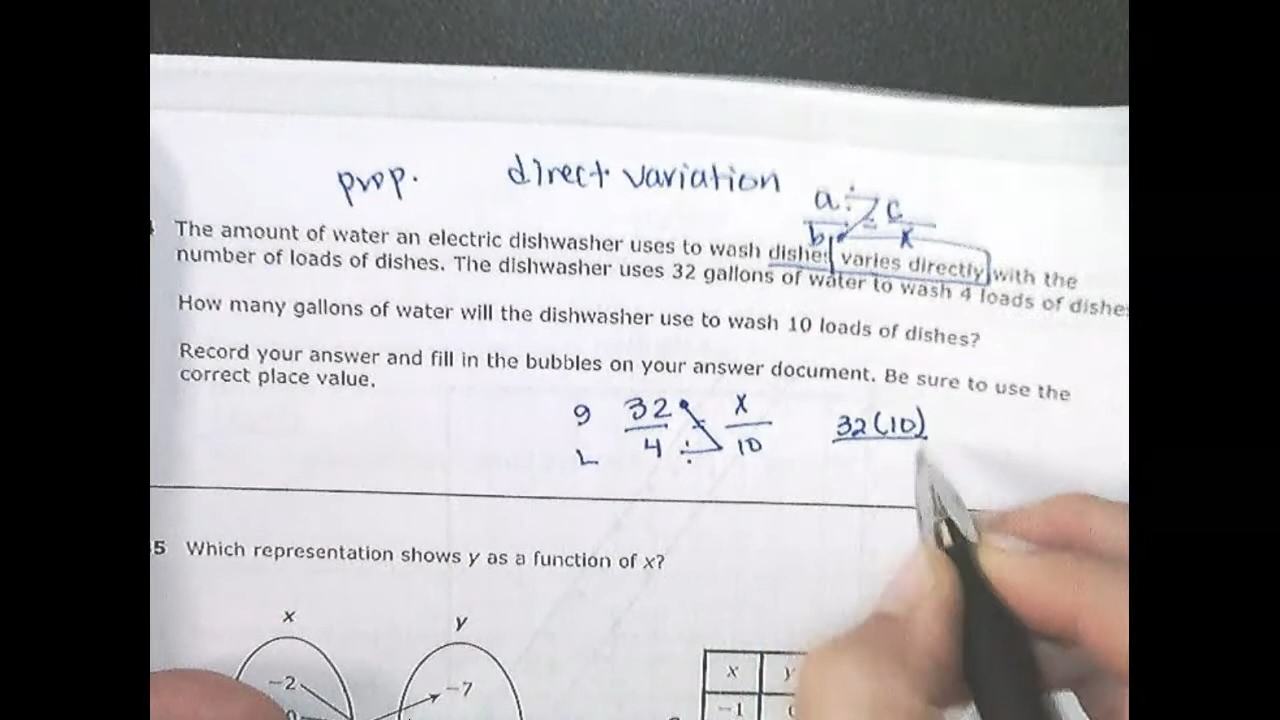 prop. direct variation
a = c
b x
The amount of water an electric dishwasher uses to wash dishes varies directly with the
number of loads of dishes. The dishwasher uses 32 gallons of water to wash 4 loads of dishe
How many gallons of water will the dishwasher use to wash 10 loads of dishes?
Record your answer and fill in the bubbles on your answer document. Be sure to use the
correct place value.
g 32 x 32(10)
L 4 ÷ 10
5 Which representation shows y as a function of x?
x y
-2 -7
x y
-1